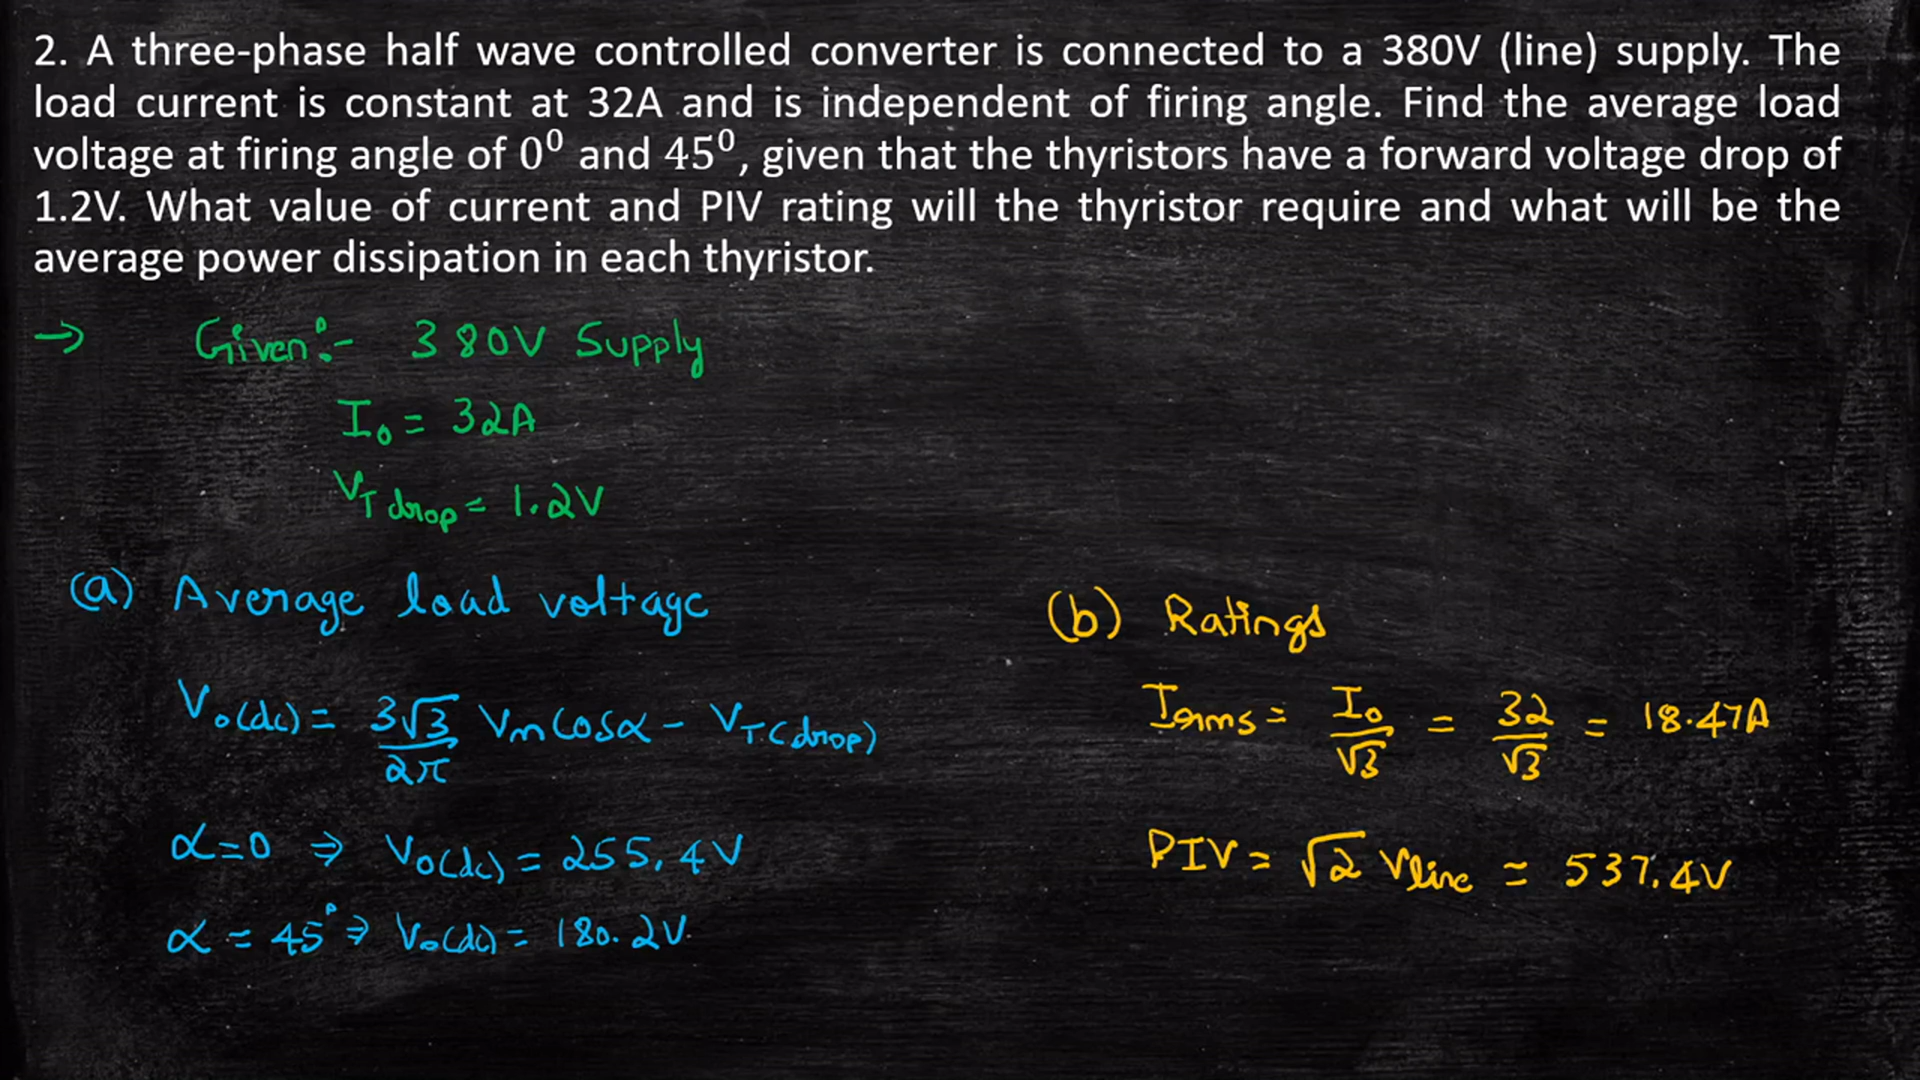 2. A three-phase half wave controlled converter is connected to a 380V (line) supply. The
load current is constant at 32A and is independent of firing angle. Find the average load
voltage at firing angle of 0⁰ and 45⁰, given that the thyristors have a forward voltage drop of
1.2V. What value of current and PIV rating will the thyristor require and what will be the
average power dissipation in each thyristor.
→ Given:- 380V Supply
I₀ = 32A
V_T drop = 1.2V
(a) Average load voltage
V₀(dc) = 3√3/2π Vm Cosα – V_T(drop)
α=0 ⇒ V₀(dc) = 255.4V
α = 45° ⇒ V₀(dc) = 180.2V
(b) Ratings
Irms = I₀/√3 = 32/√3 = 18.47A
PIV = √2 Vline = 537.4V